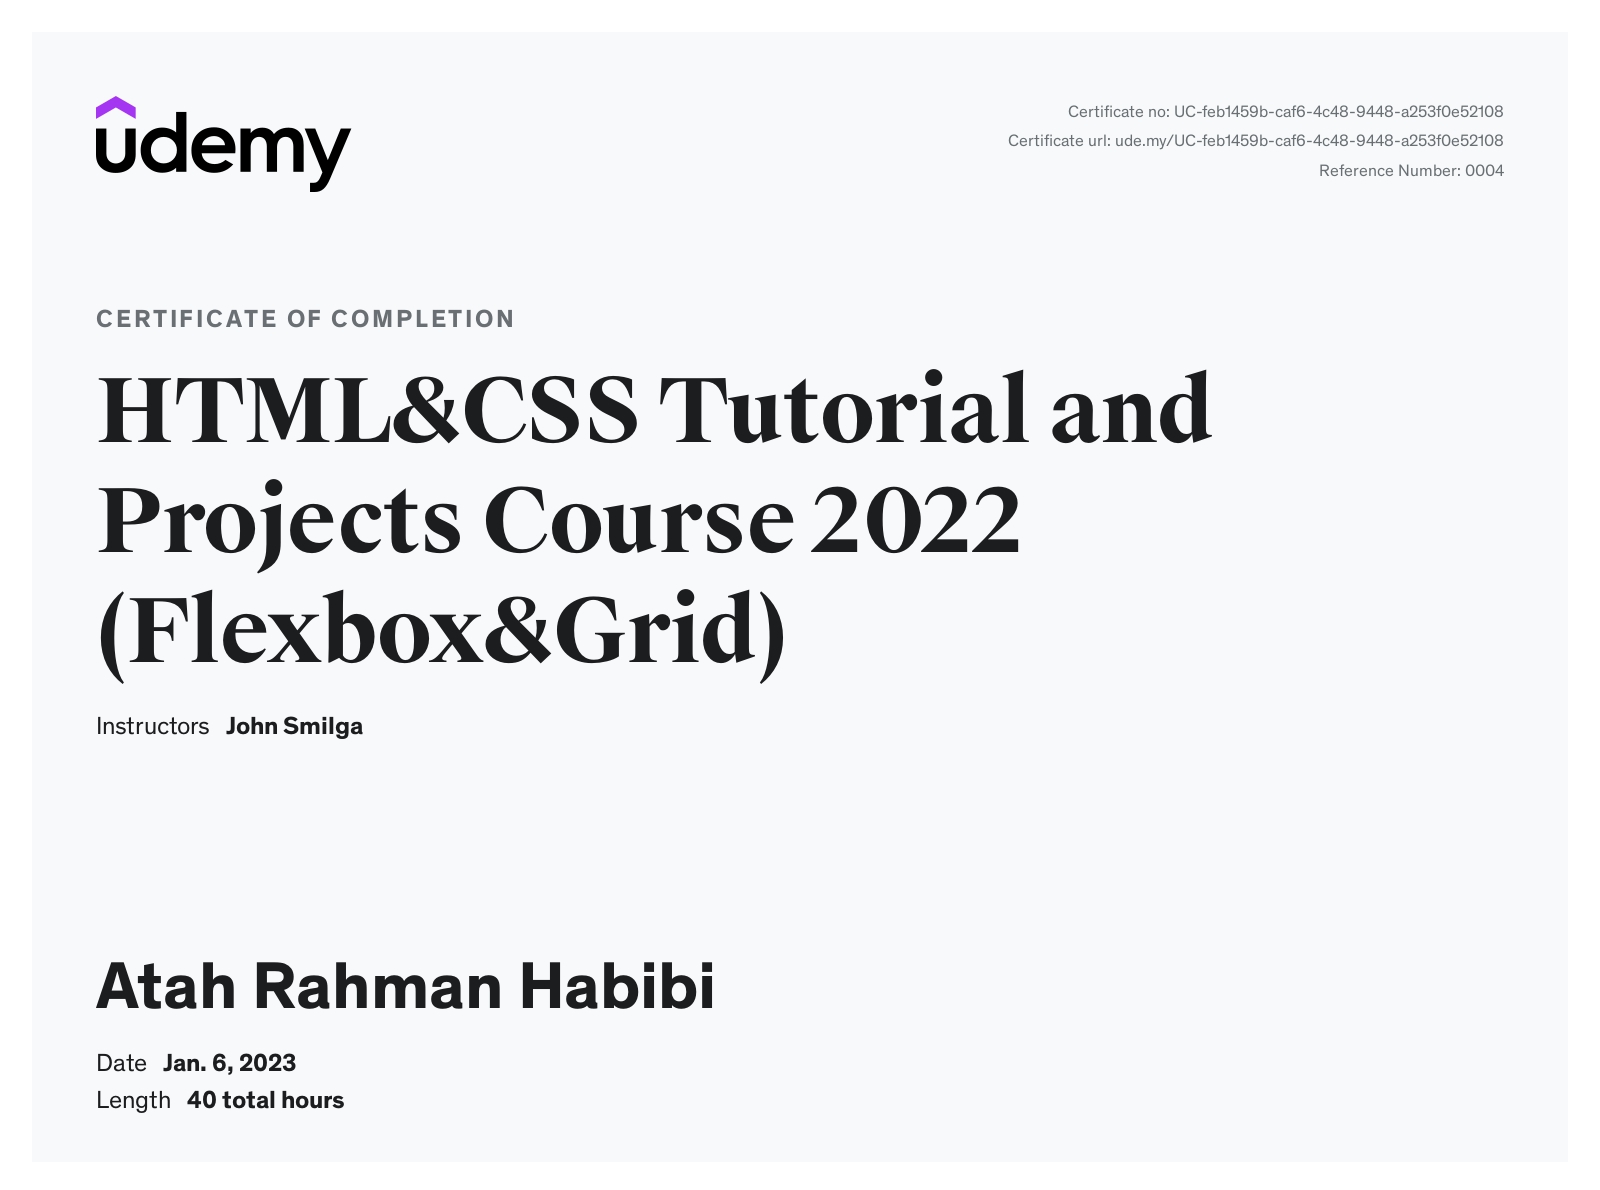 udemy
Certificate no: UC-feb1459b-caf6-4c48-9448-a253f0e52108
Certificate url: ude.my/UC-feb1459b-caf6-4c48-9448-a253f0e52108
Reference Number: 0004
CERTIFICATE OF COMPLETION
HTML&CSS Tutorial and
Projects Course 2022
(Flexbox&Grid)
Instructors John Smilga
Atah Rahman Habibi
Date Jan. 6, 2023
Length 40 total hours